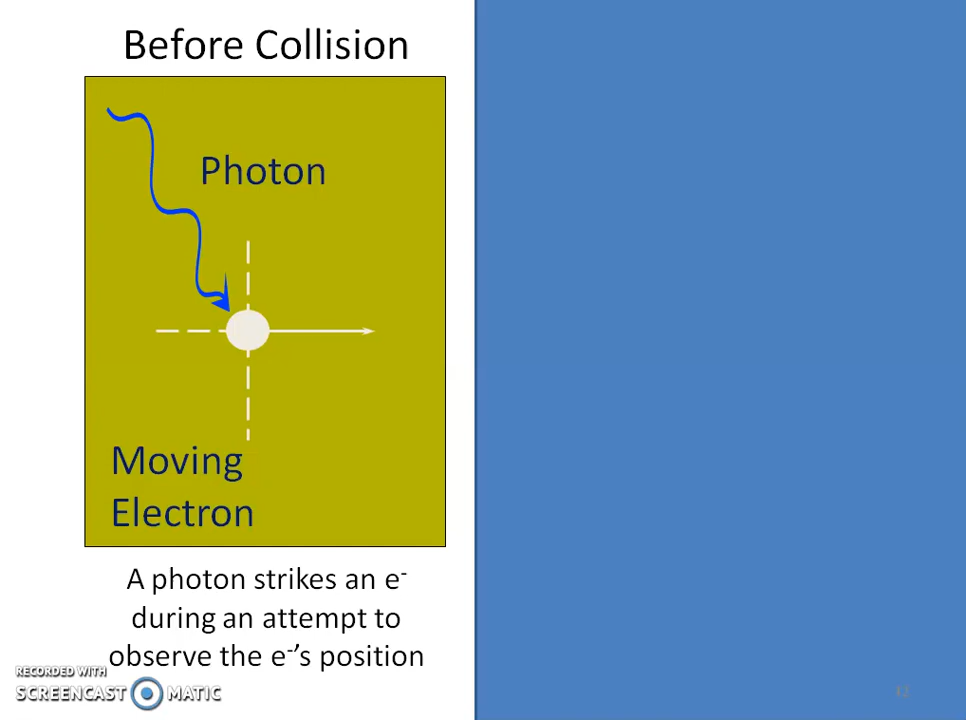 Before Collision
Photon
Moving
Electron
A photon strikes an e-
during an attempt to
observe the e-’s position
RECORDED WITH
SCREENCAST MATIC
12